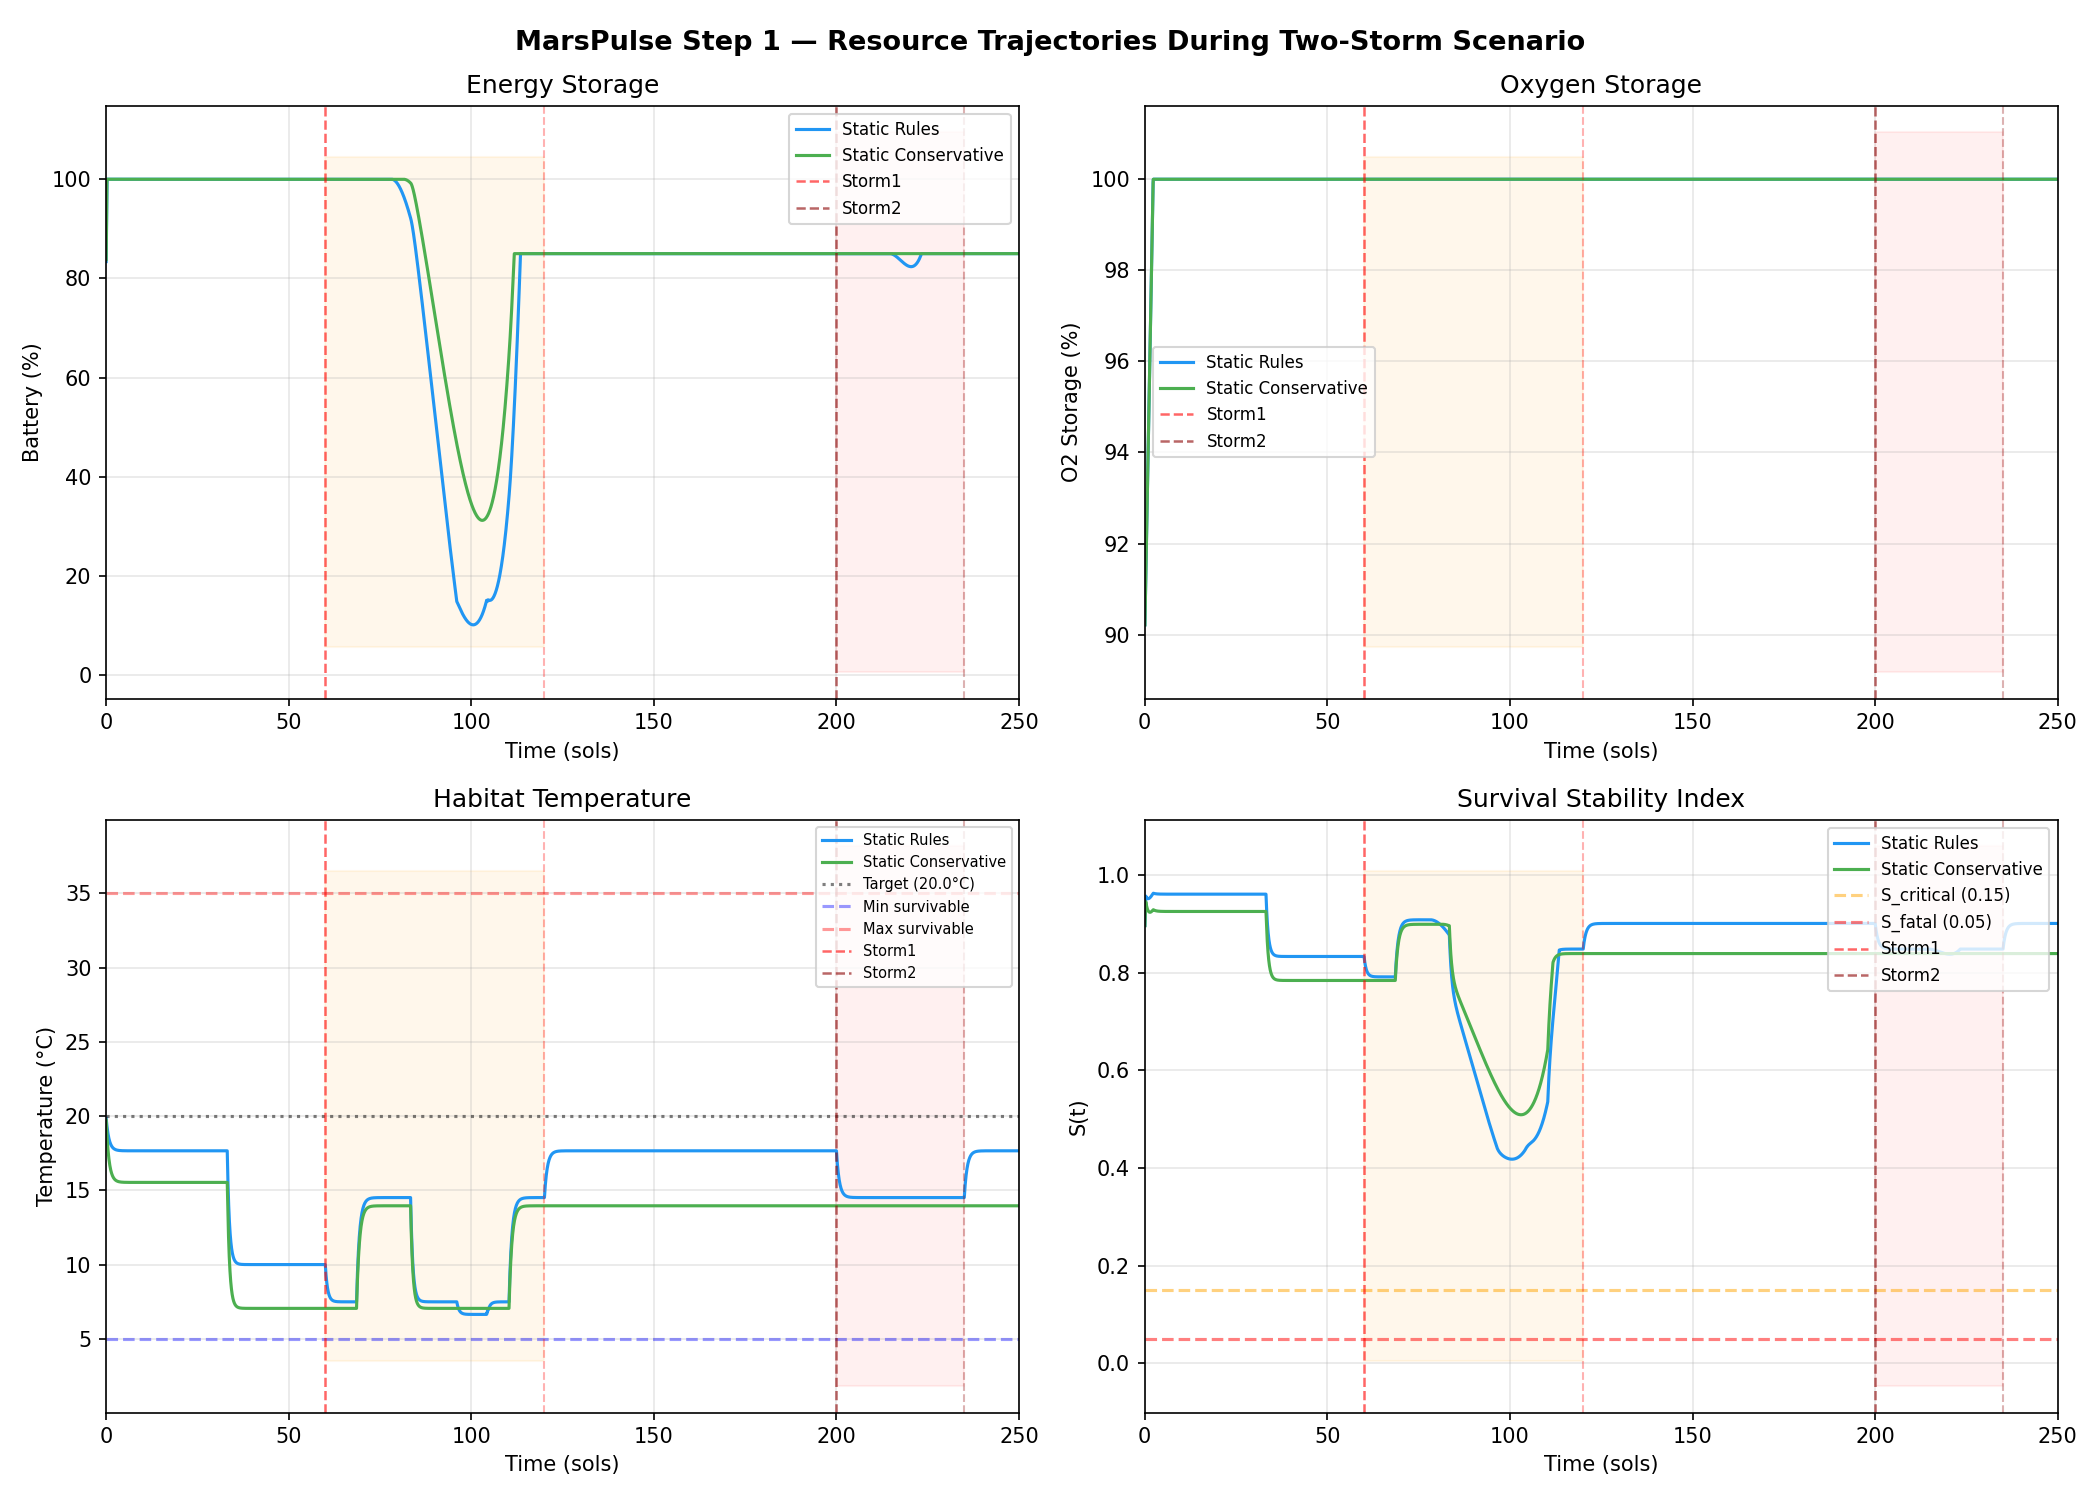 MarsPulse Step 1 — Resource Trajectories During Two-Storm Scenario
Energy Storage
Battery (%)
100
80
60
40
20
0
Static Rules
Static Conservative
Storm1
Storm2
0 50 100 150 200 250
Time (sols)
Oxygen Storage
O2 Storage (%)
100
98
96
94
92
90
Static Rules
Static Conservative
Storm1
Storm2
0 50 100 150 200 250
Time (sols)
Habitat Temperature
Temperature (°C)
35
30
25
20
15
10
5
Static Rules
Static Conservative
Target (20.0°C)
Min survivable
Max survivable
Storm1
Storm2
0 50 100 150 200 250
Time (sols)
Survival Stability Index
S(t)
1.0
0.8
0.6
0.4
0.2
0.0
Static Rules
Static Conservative
S_critical (0.15)
S_fatal (0.05)
Storm1
Storm2
0 50 100 150 200 250
Time (sols)